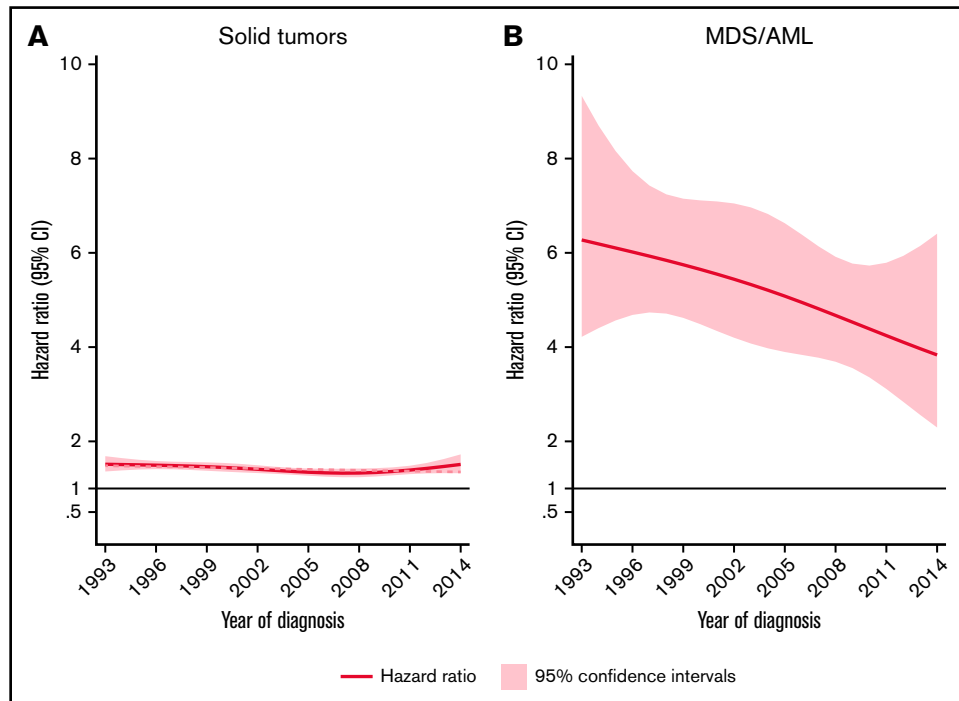 A Solid tumors
10
8
6
4
2
1
.5
Hazard ratio (95% CI)
1993 1996 1999 2002 2005 2008 2011 2014
Year of diagnosis
B MDS/AML
10
8
6
4
2
1
.5
Hazard ratio (95% CI)
1993 1996 1999 2002 2005 2008 2011 2014
Year of diagnosis
Hazard ratio 95% confidence intervals